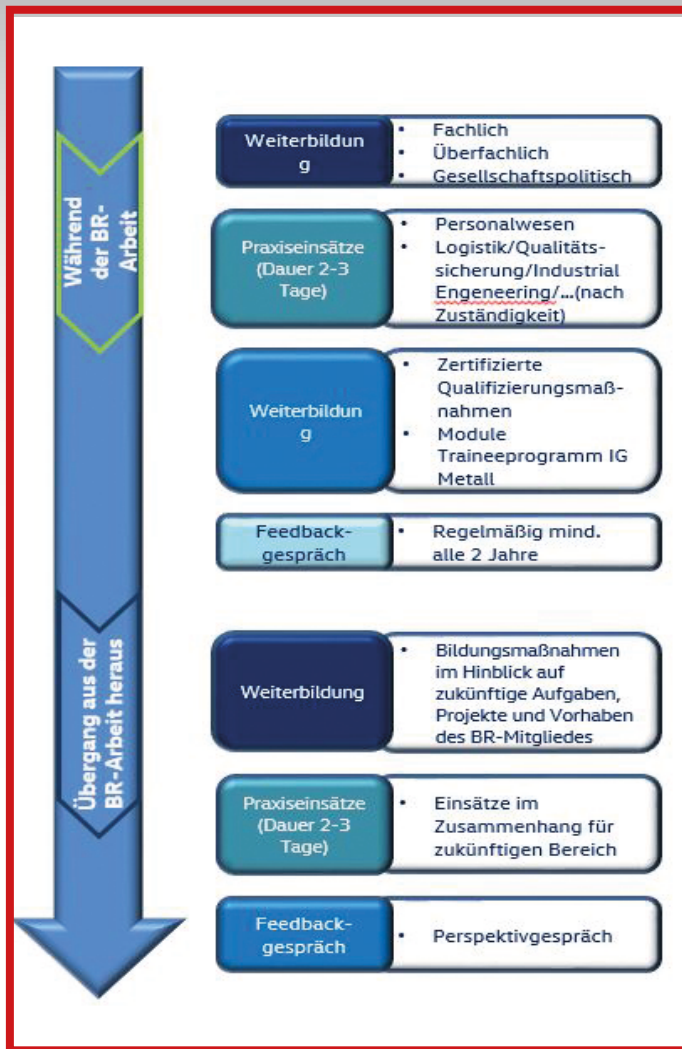 Während
der BR-
Arbeit
Weiterbildun
g
• Fachlich
• Überfachlich
• Gesellschaftspolitisch
Praxiseinsätze
(Dauer 2-3
Tage)
• Personalwesen
• Logistik/Qualitäts-
sicherung/Industrial
Engeneering/...(nach
Zuständigkeit)
Weiterbildun
g
• Zertifizierte
Qualifizierungsmaß-
nahmen
• Module
Traineeprogramm IG
Metall
Feedback-
gespräch
• Regelmäßig mind.
alle 2 Jahre
Übergang aus der
BR-Arbeit heraus
Weiterbildung
• Bildungsmaßnahmen
im Hinblick auf
zukünftige Aufgaben,
Projekte und Vorhaben
des BR-Mitgliedes
Praxiseinsätze
(Dauer 2-3
Tage)
• Einsätze im
Zusammenhang für
zukünftigen Bereich
Feedback-
gespräch
• Perspektivgespräch